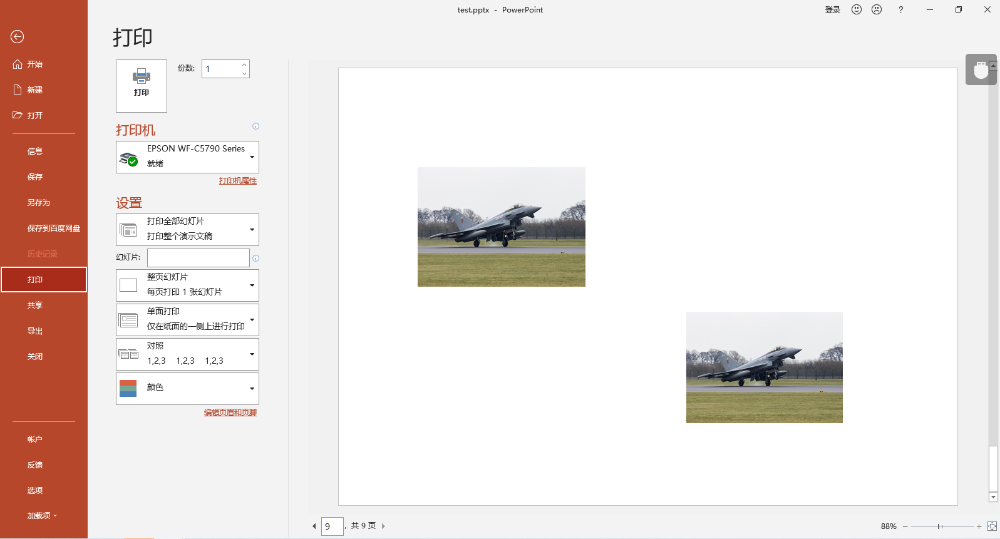 test.pptx - PowerPoint
登录
?
打印
开始
新建
打开
信息
保存
另存为
保存到百度网盘
历史记录
打印
共享
导出
关闭
帐户
反馈
选项
加载项
打印
份数: 1
打印机
EPSON WF-C5790 Series
就绪
打印机属性
设置
打印全部幻灯片
打印整个演示文稿
幻灯片:
整页幻灯片
每页打印 1 张幻灯片
单面打印
仅在纸面的一侧上进行打印
对照
1,2,3 1,2,3 1,2,3
颜色
编辑页眉和页脚
9 , 共 9 页
88% − +